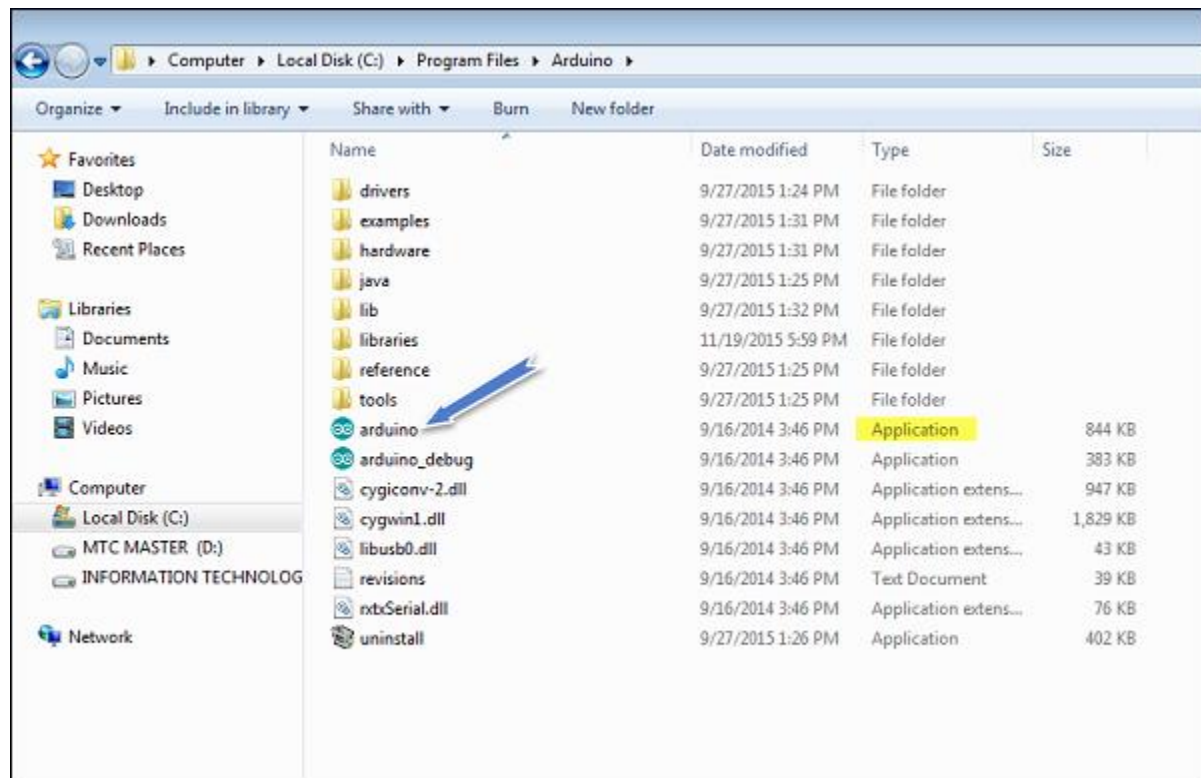 Computer Local Disk (C:) Program Files Arduino
Organize Include in library Share with Burn New folder
Favorites
Desktop
Downloads
Recent Places
Libraries
Documents
Music
Pictures
Videos
Computer
Local Disk (C:)
MTC MASTER (D:)
INFORMATION TECHNOLOG
Network
Name Date modified Type Size
drivers 9/27/2015 1:24 PM File folder
examples 9/27/2015 1:31 PM File folder
hardware 9/27/2015 1:31 PM File folder
java 9/27/2015 1:25 PM File folder
lib 9/27/2015 1:32 PM File folder
libraries 11/19/2015 5:59 PM File folder
reference 9/27/2015 1:25 PM File folder
tools 9/27/2015 1:25 PM File folder
arduino 9/16/2014 3:46 PM Application 844 KB
arduino_debug 9/16/2014 3:46 PM Application 383 KB
cygiconv-2.dll 9/16/2014 3:46 PM Application extens... 947 KB
cygwin1.dll 9/16/2014 3:46 PM Application extens... 1,829 KB
libusb0.dll 9/16/2014 3:46 PM Application extens... 43 KB
revisions 9/16/2014 3:46 PM Text Document 39 KB
rxtxSerial.dll 9/16/2014 3:46 PM Application extens... 76 KB
uninstall 9/27/2015 1:26 PM Application 402 KB